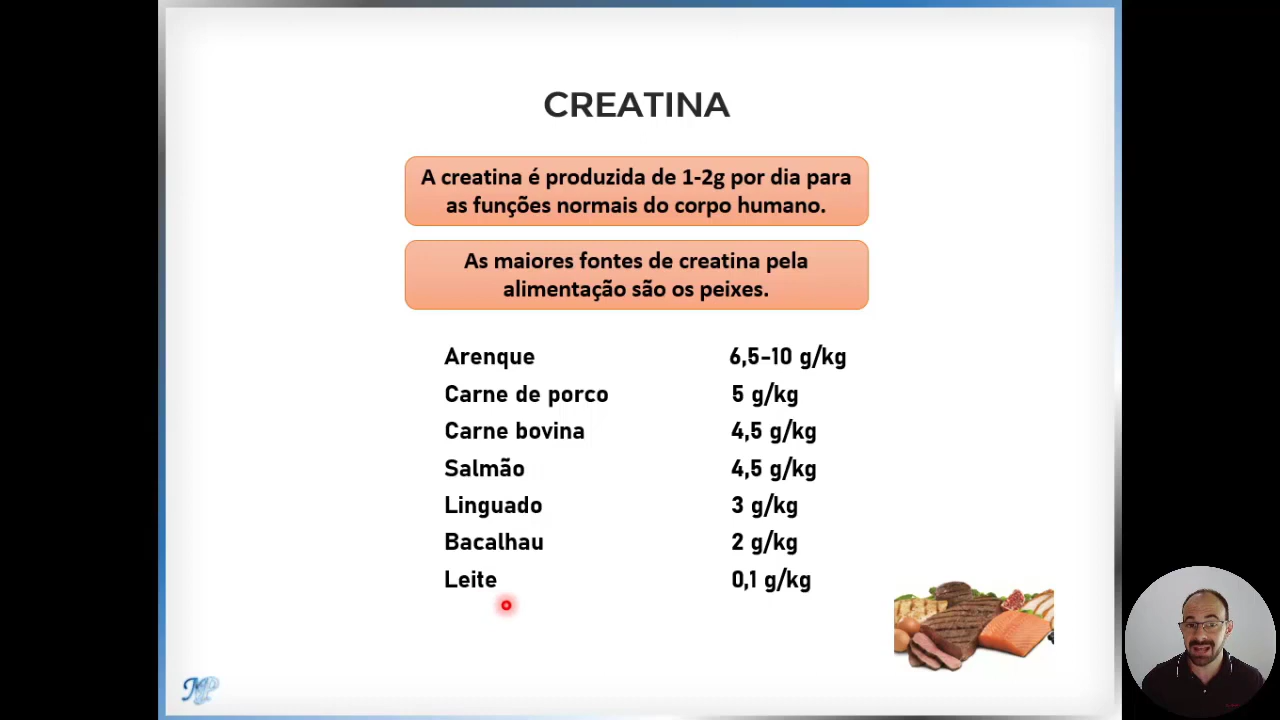 CREATINA
A creatina é produzida de 1-2g por dia para
as funções normais do corpo humano.
As maiores fontes de creatina pela
alimentação são os peixes.
Arenque 6,5-10 g/kg
Carne de porco 5 g/kg
Carne bovina 4,5 g/kg
Salmão 4,5 g/kg
Linguado 3 g/kg
Bacalhau 2 g/kg
Leite 0,1 g/kg